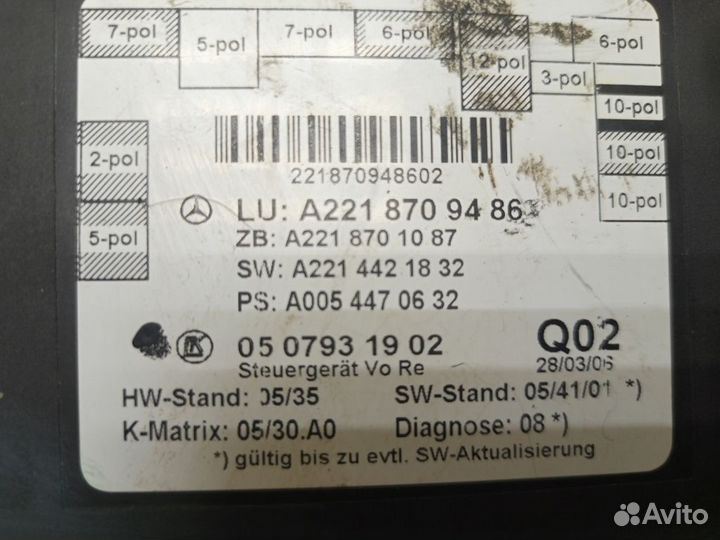 7-pol
5-pol
7-pol
6-pol
12-pol
3-pol
6-pol
10-pol
10-pol
10-pol
2-pol
5-pol
221870948602
LU: A221 870 94 86
ZB: A221 870 10 87
SW: A221 442 18 32
PS: A005 447 06 32
05 0793 19 02
Q02
Steuergerät Vo Re
28/03/06
HW-Stand: 05/35
SW-Stand: 05/41/01 *)
K-Matrix: 05/30.A0
Diagnose: 08 *)
*) gültig bis zu evtl. SW-Aktualisierung
Avito